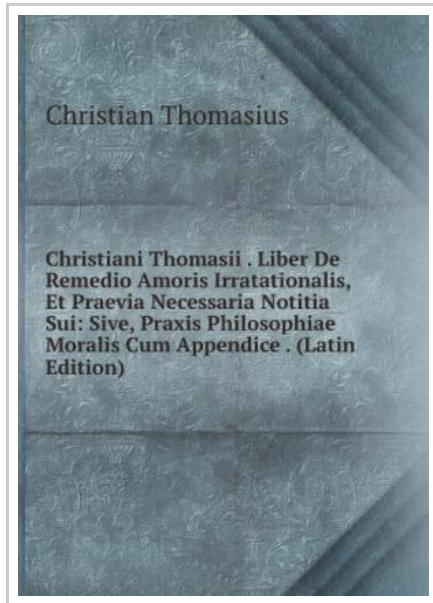 Christian Thomasius
Christiani Thomasii . Liber De
Remedio Amoris Irratationalis,
Et Praevia Necessaria Notitia
Sui: Sive, Praxis Philosophiae
Moralis Cum Appendice . (Latin
Edition)